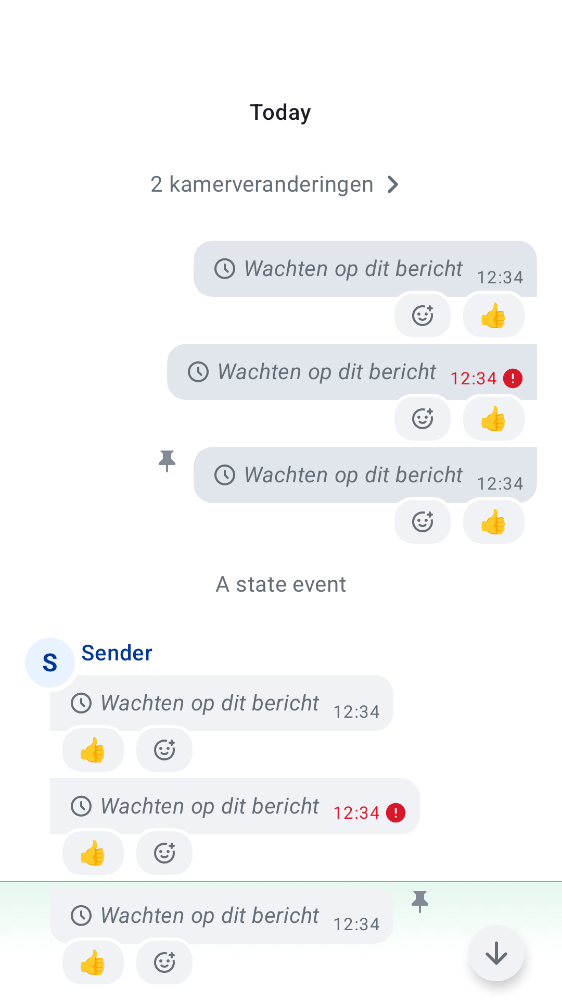 Today
2 kamerveranderingen
Wachten op dit bericht 12:34
👍
Wachten op dit bericht 12:34
👍
Wachten op dit bericht 12:34
👍
A state event
S Sender
Wachten op dit bericht 12:34
👍
Wachten op dit bericht 12:34
👍
Wachten op dit bericht 12:34
👍